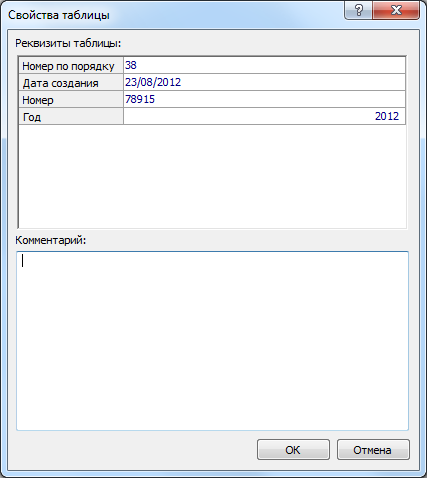 Свойства таблицы
Реквизиты таблицы:
Номер по порядку 38
Дата создания 23/08/2012
Номер 78915
Год 2012
Комментарий:
ОК Отмена